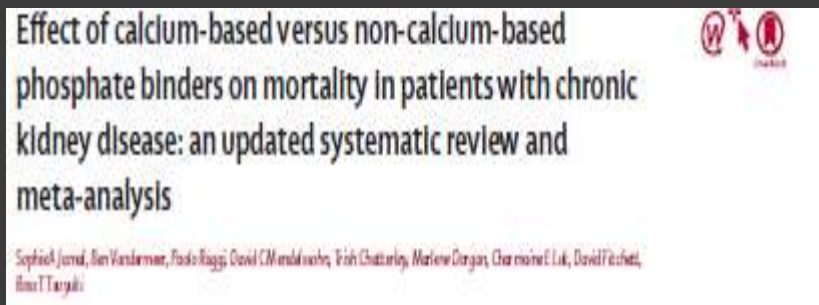 Effect of calcium-based versus non-calcium-based
phosphate binders on mortality in patients with chronic
kidney disease: an updated systematic review and
meta-analysis
Sophie A Jamal, Ben Vandermeer, Paolo Raggi, David C Mendelssohn, Trish Chatterley, Marlene Dorgan, Charmaine E Lok, David Fitchett,
Ross T Tsuyuki